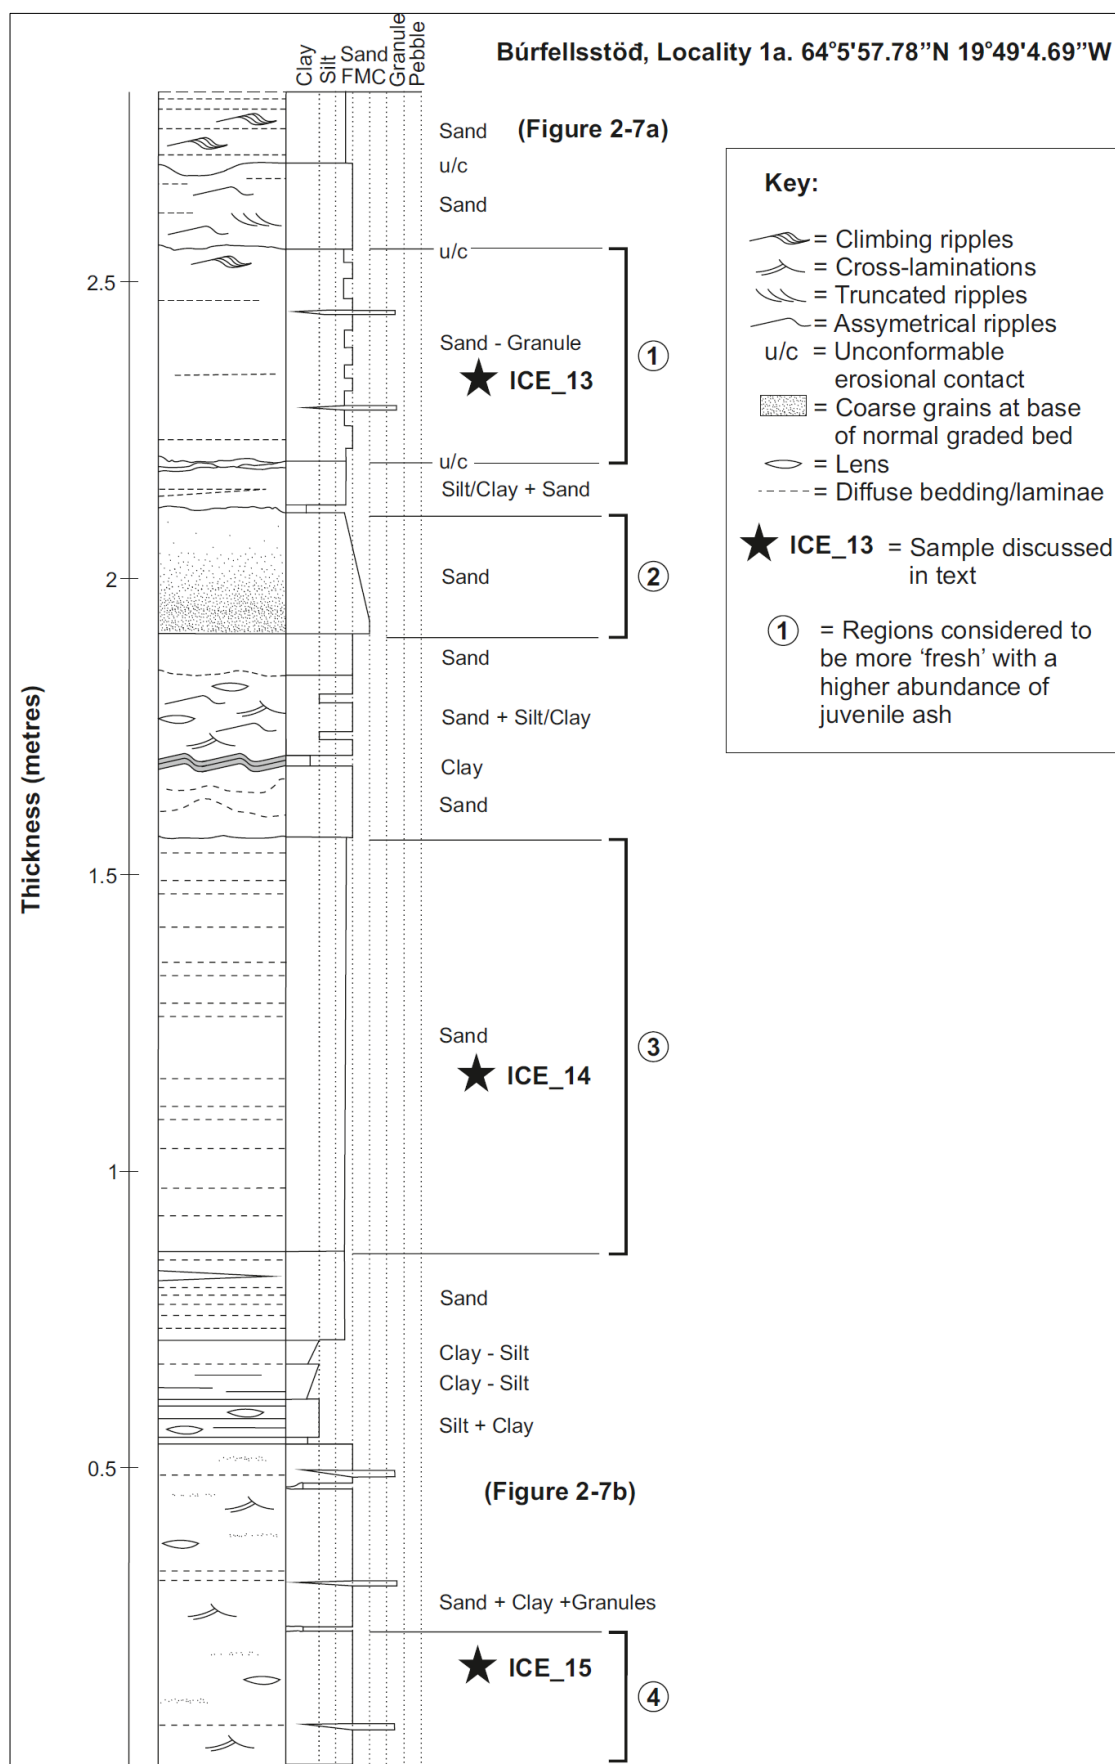 Búrfellsstöð, Locality 1a. 64°5'57.78”N 19°49'4.69”W
Clay
Silt
Sand
FMC
Granule
Pebble
Sand
(Figure 2-7a)
u/c
Sand
u/c
2.5
Sand - Granule
ICE_13
1
u/c
Silt/Clay + Sand
2
Sand
2
Sand
Sand + Silt/Clay
Clay
Sand
1.5
Thickness (metres)
Sand
ICE_14
3
1
Sand
Clay - Silt
Clay - Silt
Silt + Clay
0.5
(Figure 2-7b)
Sand + Clay +Granules
ICE_15
4
Key:
= Climbing ripples
= Cross-laminations
= Truncated ripples
= Assymetrical ripples
u/c = Unconformable
erosional contact
= Coarse grains at base
of normal graded bed
= Lens
= Diffuse bedding/laminae
ICE_13 = Sample discussed
in text
1 = Regions considered to
be more ‘fresh’ with a
higher abundance of
juvenile ash